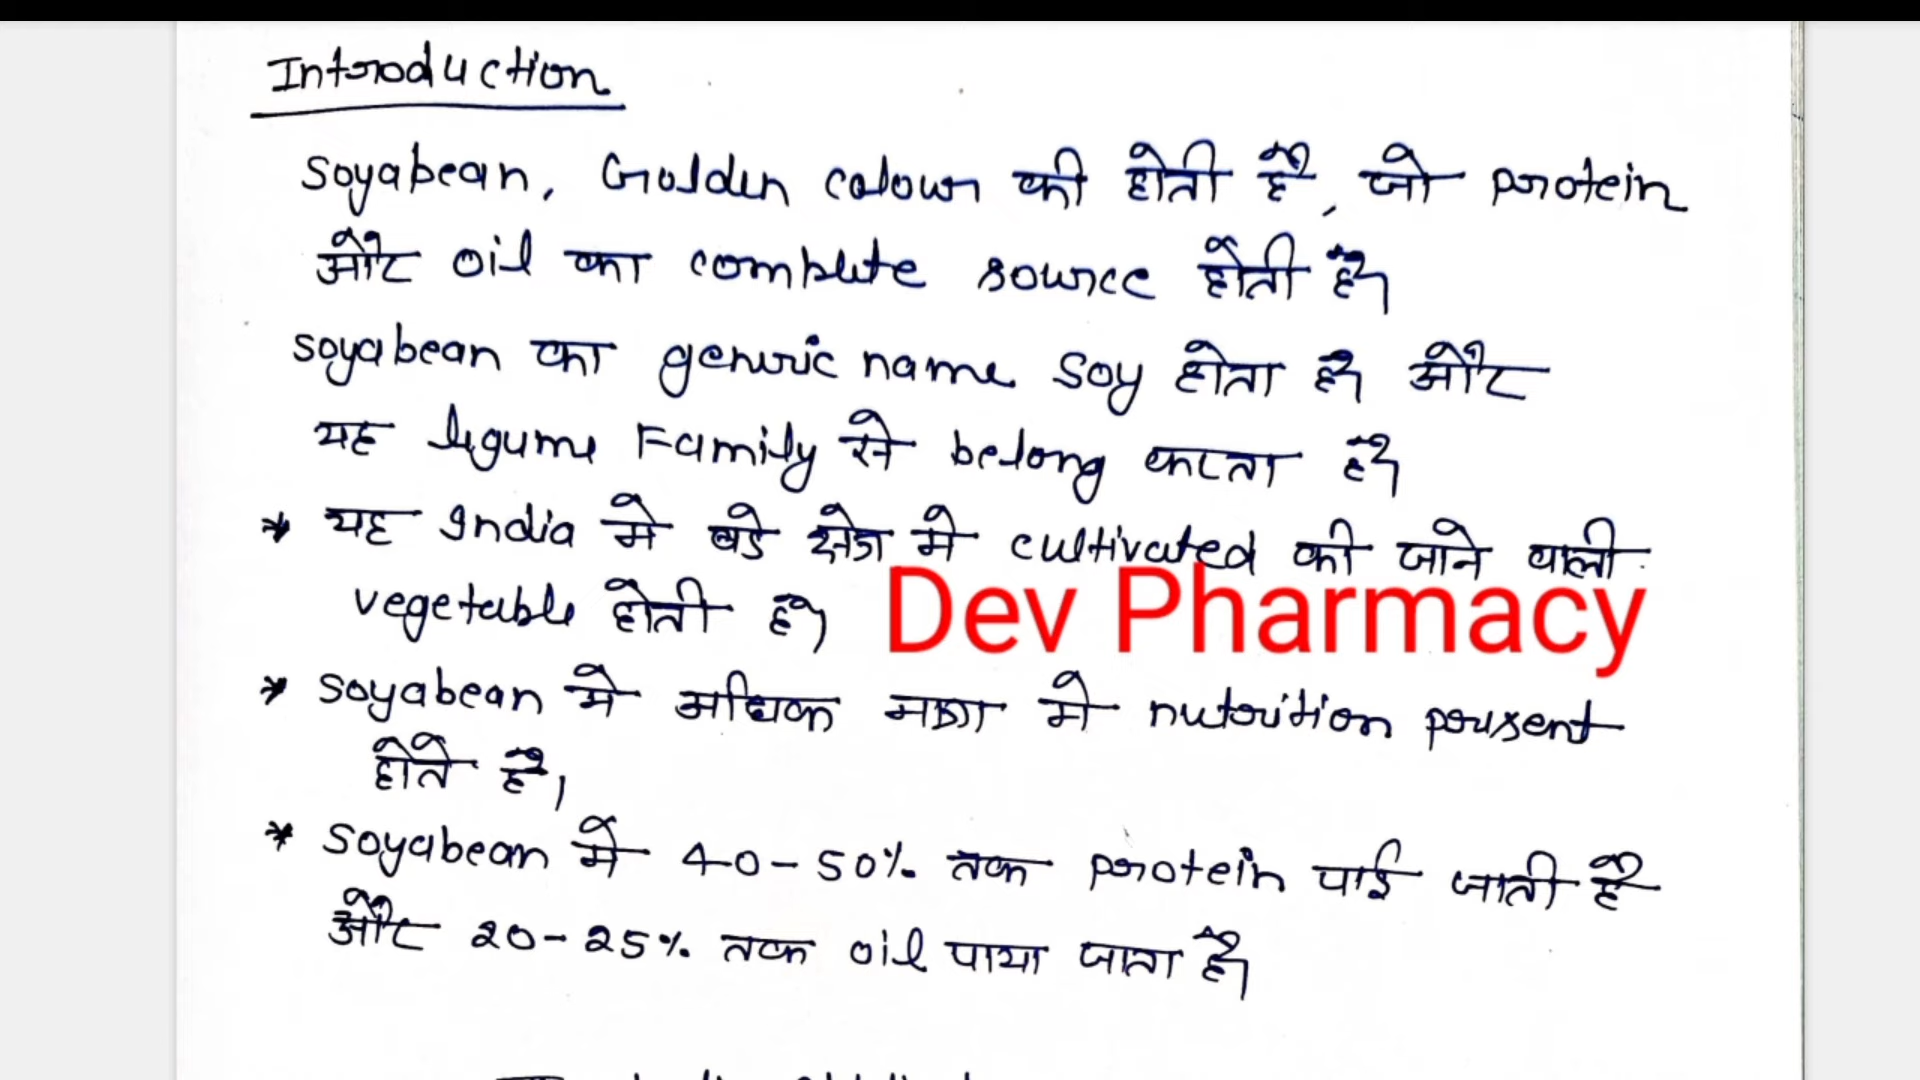 Introduction
Soyabean, Golden colour की होती है, जो protein
और oil का complete source होती है।
Soyabean का generic name Soy होता है और
यह legume Family से belong करता है।
* यह India मे बडे क्षेत्र मे cultivated की जाने वाली
vegetable होती है।
Dev Pharmacy
* Soyabean मे अधिक मात्रा मे nutrition present
होते है।
* Soyabean मे 40-50% तक protein पाई जाती है
और 20-25% तक oil पाया जाता है।